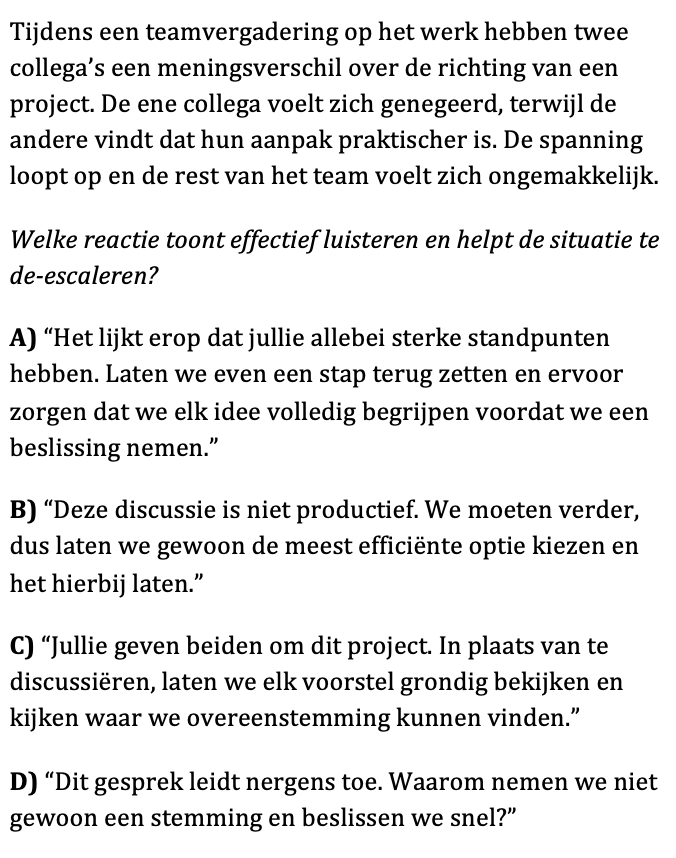 Tijdens een teamvergadering op het werk hebben twee
collega’s een meningsverschil over de richting van een
project. De ene collega voelt zich genegeerd, terwijl de
andere vindt dat hun aanpak praktischer is. De spanning
loopt op en de rest van het team voelt zich ongemakkelijk.
Welke reactie toont effectief luisteren en helpt de situatie te
de-escaleren?
A) “Het lijkt erop dat jullie allebei sterke standpunten
hebben. Laten we even een stap terug zetten en ervoor
zorgen dat we elk idee volledig begrijpen voordat we een
beslissing nemen.”
B) “Deze discussie is niet productief. We moeten verder,
dus laten we gewoon de meest efficiënte optie kiezen en
het hierbij laten.”
C) “Jullie geven beiden om dit project. In plaats van te
discussiëren, laten we elk voorstel grondig bekijken en
kijken waar we overeenstemming kunnen vinden.”
D) “Dit gesprek leidt nergens toe. Waarom nemen we niet
gewoon een stemming en beslissen we snel?”